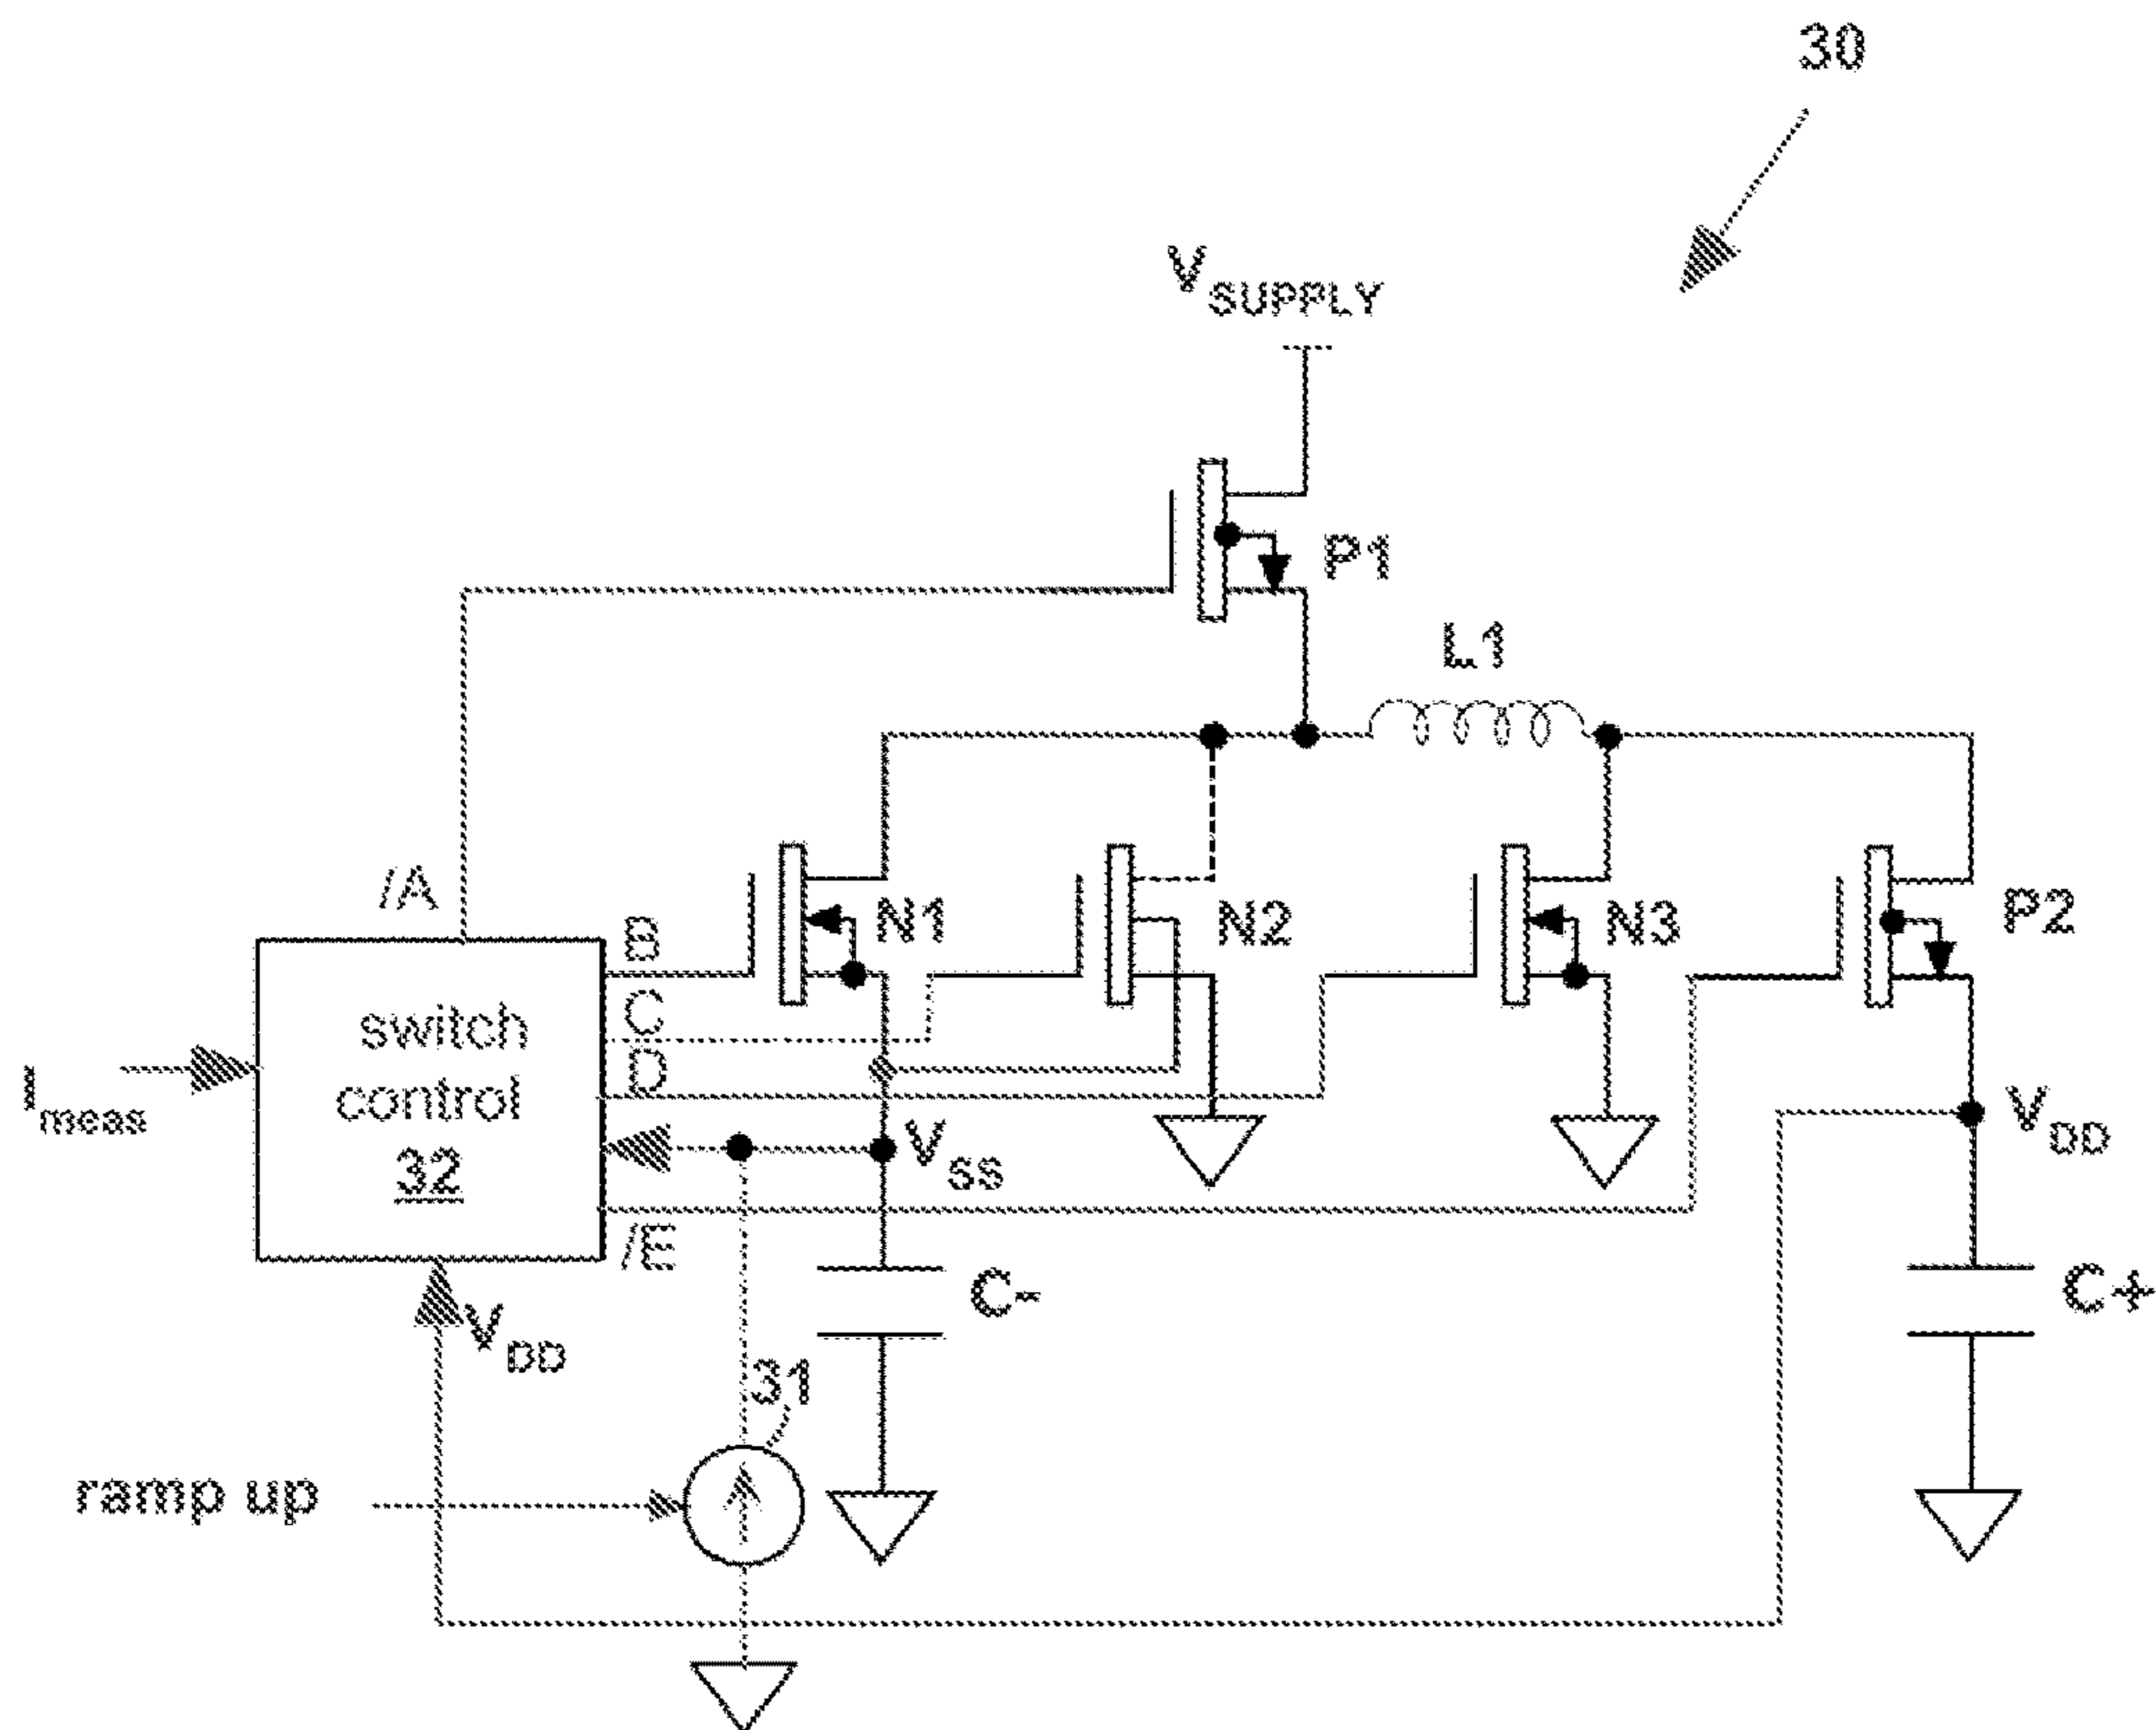 30
VSUPPLY
P1
L1
/A
B
N1
N2
N3
P2
C
switch
control
32
D
Imeas
VSS
VDD
/E
C-
C+
VDD
31
ramp up